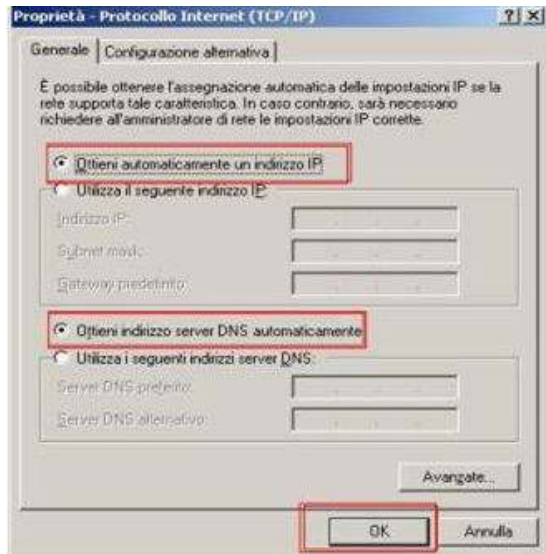 Proprietà - Protocollo Internet (TCP/IP)
Generale
Configurazione alternativa
È possibile ottenere l'assegnazione automatica delle impostazioni IP se la
rete supporta tale caratteristica. In caso contrario, sarà necessario
richiedere all'amministratore di rete le impostazioni IP corrette.
Ottieni automaticamente un indirizzo IP
Utilizza il seguente indirizzo IP:
Indirizzo IP:
Subnet mask:
Gateway predefinito:
Ottieni indirizzo server DNS automaticamente
Utilizza i seguenti indirizzi server DNS:
Server DNS preferito:
Server DNS alternativo:
Avanzate...
OK
Annulla